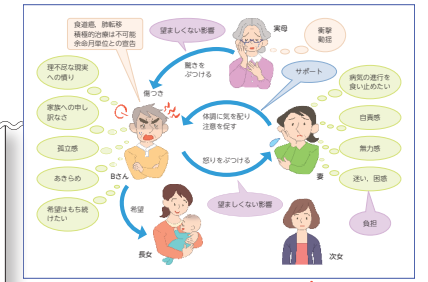 食道癌，肺転移
積極的治療は不可能
余命月単位との宣告
望ましくない影響
実母
衝撃
動揺
驚きを
ぶつける
サポート
理不尽な現実
への憤り
傷つき
病気の進行を
食い止めたい
家族への申し
訳なさ
体調に気を配り
注意を促す
自責感
孤立感
無力感
あきらめ
Bさん
怒りをぶつける
妻
迷い，困惑
希望はもち続
けたい
希望
望ましくない影響
負担
長女
次女